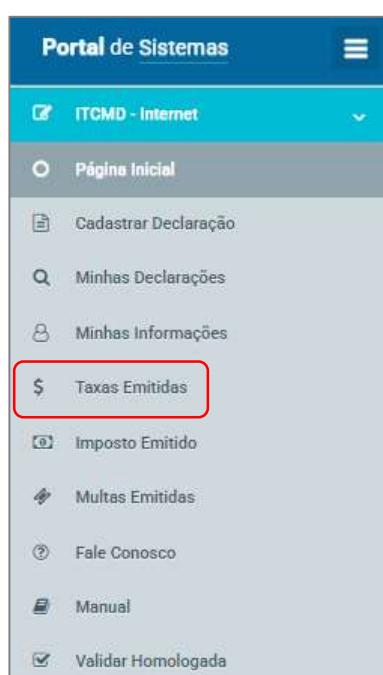 Portal de Sistemas
ITCMD - Internet
Página Inicial
Cadastrar Declaração
Minhas Declarações
Minhas Informações
Taxas Emitidas
Imposto Emitido
Multas Emitidas
Fale Conosco
Manual
Validar Homologada